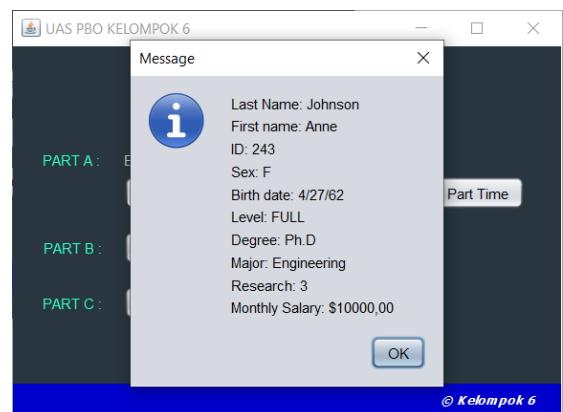 UAS PBO KELOMPOK 6
Message
Last Name: Johnson
First name: Anne
ID: 243
Sex: F
Birth date: 4/27/62
Level: FULL
Degree: Ph.D
Major: Engineering
Research: 3
Monthly Salary: $10000,00
OK
PART A :
Part Time
PART B :
PART C :
© Kelompok 6